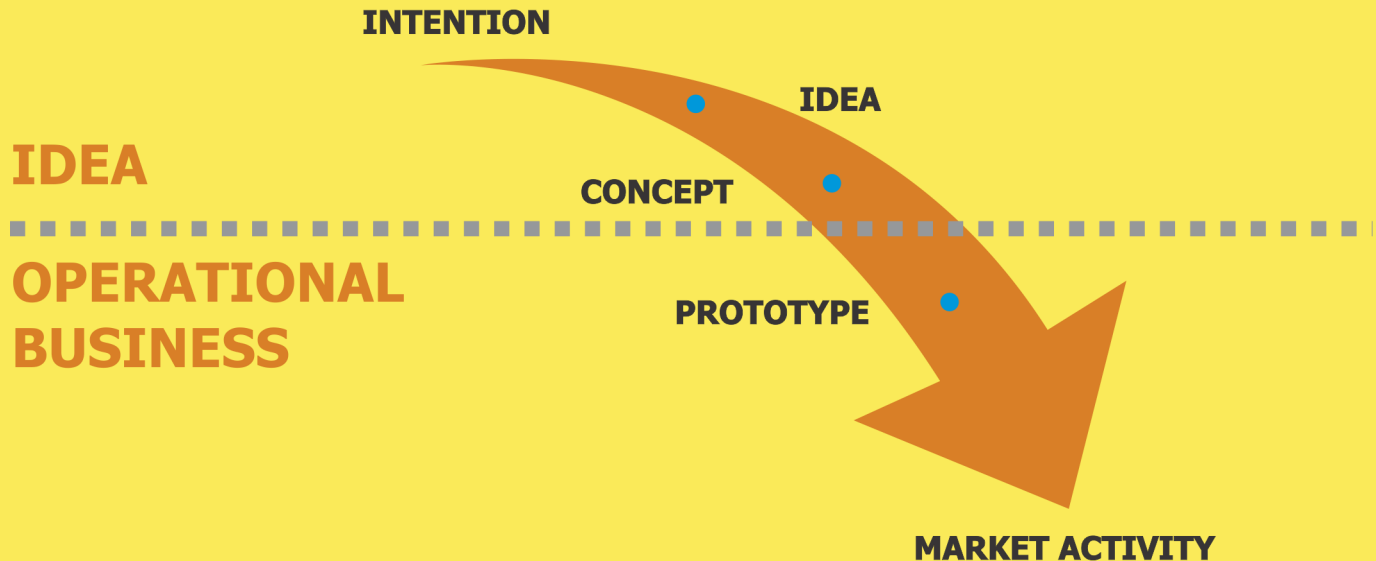 INTENTION
IDEA
IDEA
CONCEPT
OPERATIONAL
BUSINESS
PROTOTYPE
MARKET ACTIVITY